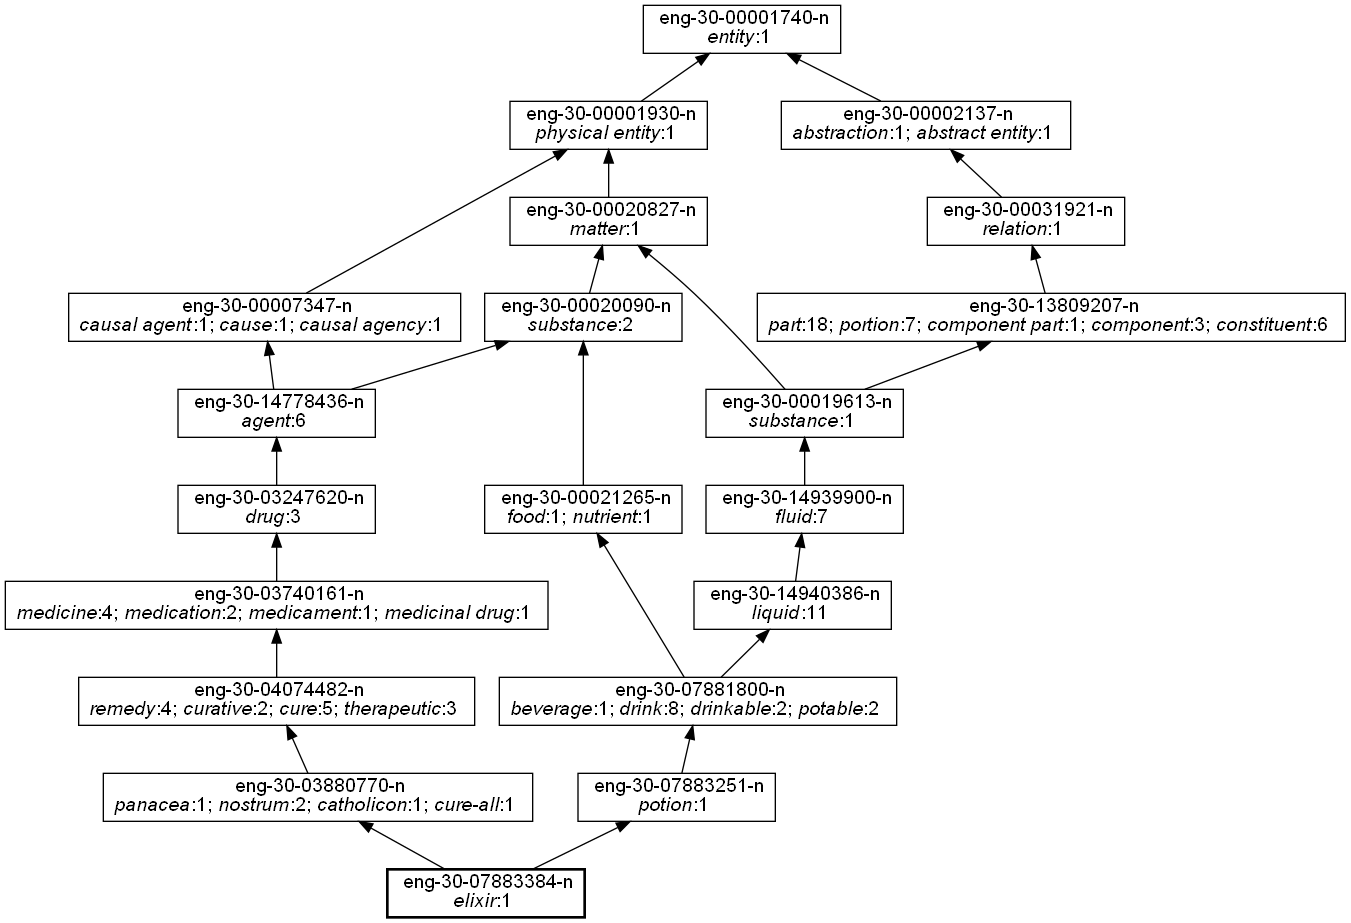 eng-30-00001740-n
entity:1
eng-30-00001930-n
physical entity:1
eng-30-00002137-n
abstraction:1; abstract entity:1
eng-30-00020827-n
matter:1
eng-30-00031921-n
relation:1
eng-30-00007347-n
causal agent:1; cause:1; causal agency:1
eng-30-00020090-n
substance:2
eng-30-13809207-n
part:18; portion:7; component part:1; component:3; constituent:6
eng-30-14778436-n
agent:6
eng-30-00019613-n
substance:1
eng-30-03247620-n
drug:3
eng-30-00021265-n
food:1; nutrient:1
eng-30-14939900-n
fluid:7
eng-30-03740161-n
medicine:4; medication:2; medicament:1; medicinal drug:1
eng-30-14940386-n
liquid:11
eng-30-04074482-n
remedy:4; curative:2; cure:5; therapeutic:3
eng-30-07881800-n
beverage:1; drink:8; drinkable:2; potable:2
eng-30-03880770-n
panacea:1; nostrum:2; catholicon:1; cure-all:1
eng-30-07883251-n
potion:1
eng-30-07883384-n
elixir:1